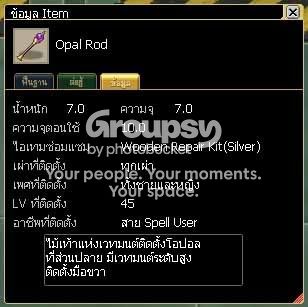 ข้อมูล Item
Opal Rod
พื้นฐาน ต่อสู้ ข้อมูล
น้ำหนัก 7.0 ความจุ 7.0
ความจุตอนใช้ 10.0
ไอเทมซ่อมแซม Wooden Repair Kit(Silver)
เผ่าที่ติดตั้ง ทุกเผ่า
เพศที่ติดตั้ง ทั้งชายและหญิง
LV ที่ติดตั้ง 45
อาชีพที่ติดตั้ง สาย Spell User
ไม้เท้าแห่งเวทมนต์ติดตั้งโอปอล
ที่ส่วนปลาย มีเวทมนต์ระดับสูง
ติดตั้งมือขวา
Groupsy
by photobucket
Your people. Your moments.
Your space.